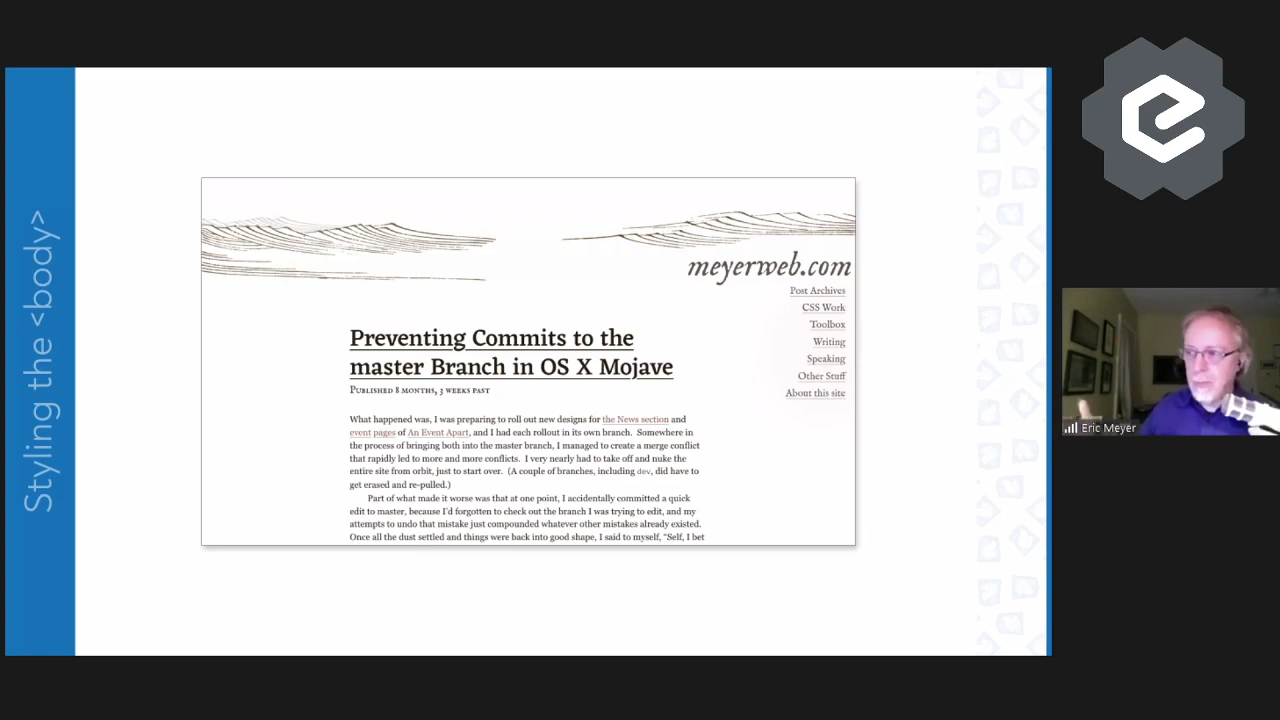 Styling the <body>
meyerweb.com
Post Archives
CSS Work
Toolbox
Writing
Speaking
Other Stuff
About this site
Preventing Commits to the
master Branch in OS X Mojave
Published 8 months, 3 weeks past
What happened was, I was preparing to roll out new designs for the News section and
event pages of An Event Apart, and I had each rollout in its own branch.  Somewhere in
the process of bringing both into the master branch, I managed to create a merge conflict
that rapidly led to more and more conflicts.  I very nearly had to take off and nuke the
entire site from orbit, just to start over.  (A couple of branches, including dev, did have to
get erased and re-pulled.)
Part of what made it worse was that at one point, I accidentally committed a quick
edit to master, because I'd forgotten to check out the branch I was trying to edit, and my
attempts to undo that mistake just compounded whatever other mistakes already existed.
Once all the dust settled and things were back into good shape, I said to myself, “Self, I bet
Eric Meyer